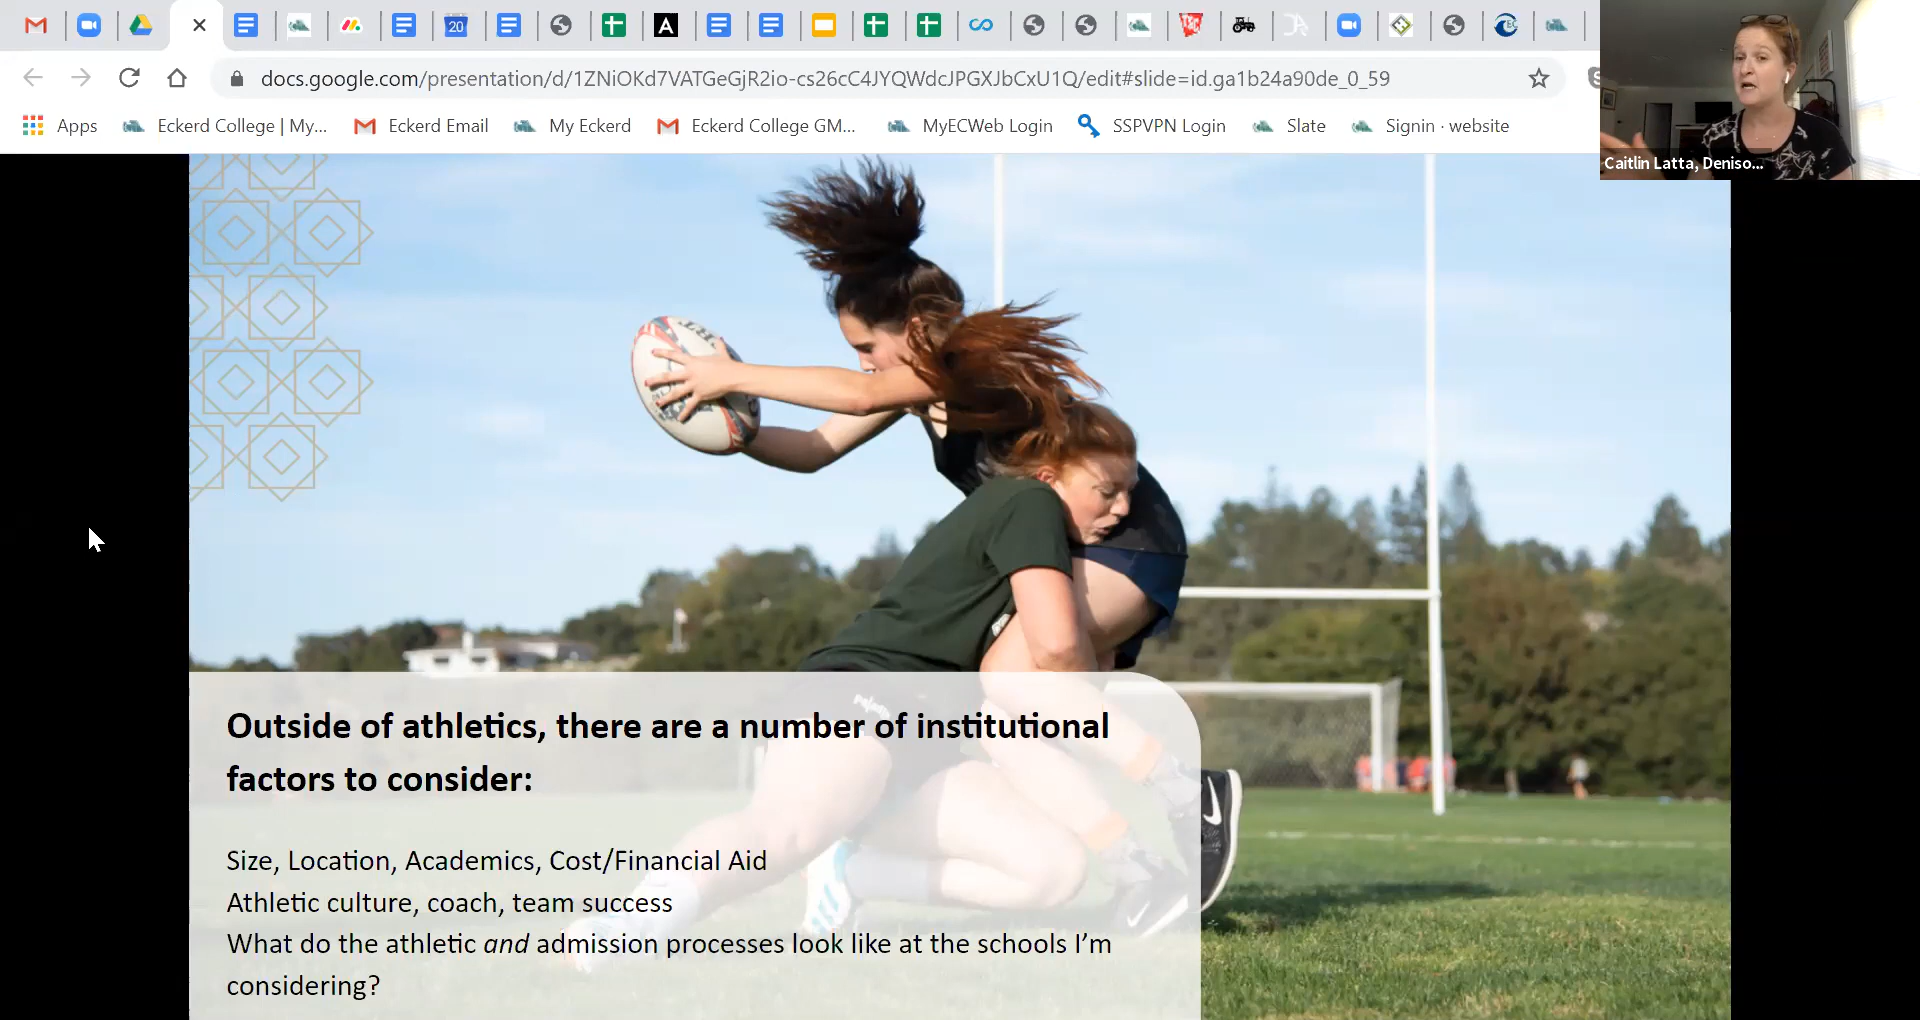 20
A
docs.google.com/presentation/d/1ZNiOKd7VATGeGjR2io-cs26cC4JYQWdcJPGXJbCxU1Q/edit#slide=id.ga1b24a90de_0_59
Apps
Eckerd College | My...
Eckerd Email
My Eckerd
Eckerd College GM...
MyECWeb Login
SSPVPN Login
Slate
Signin · website
Caitlin Latta, Deniso...
Outside of athletics, there are a number of institutional
factors to consider:
Size, Location, Academics, Cost/Financial Aid
Athletic culture, coach, team success
What do the athletic and admission processes look like at the schools I’m
considering?